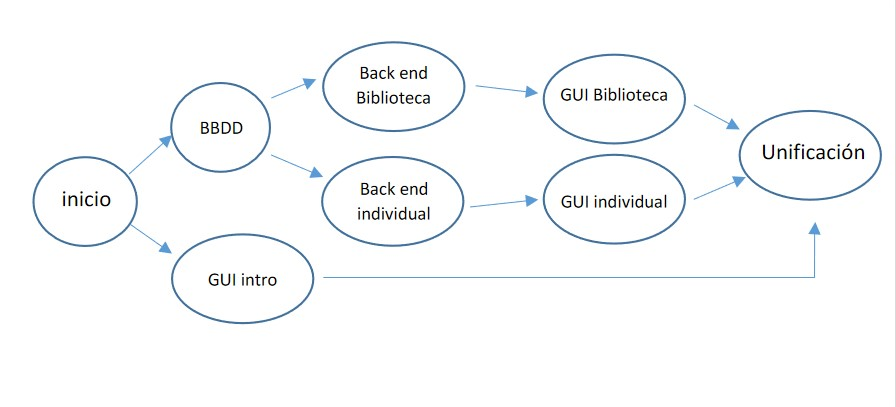 inicio
BBDD
Back end
Biblioteca
GUI Biblioteca
Back end
individual
GUI individual
Unificación
GUI intro